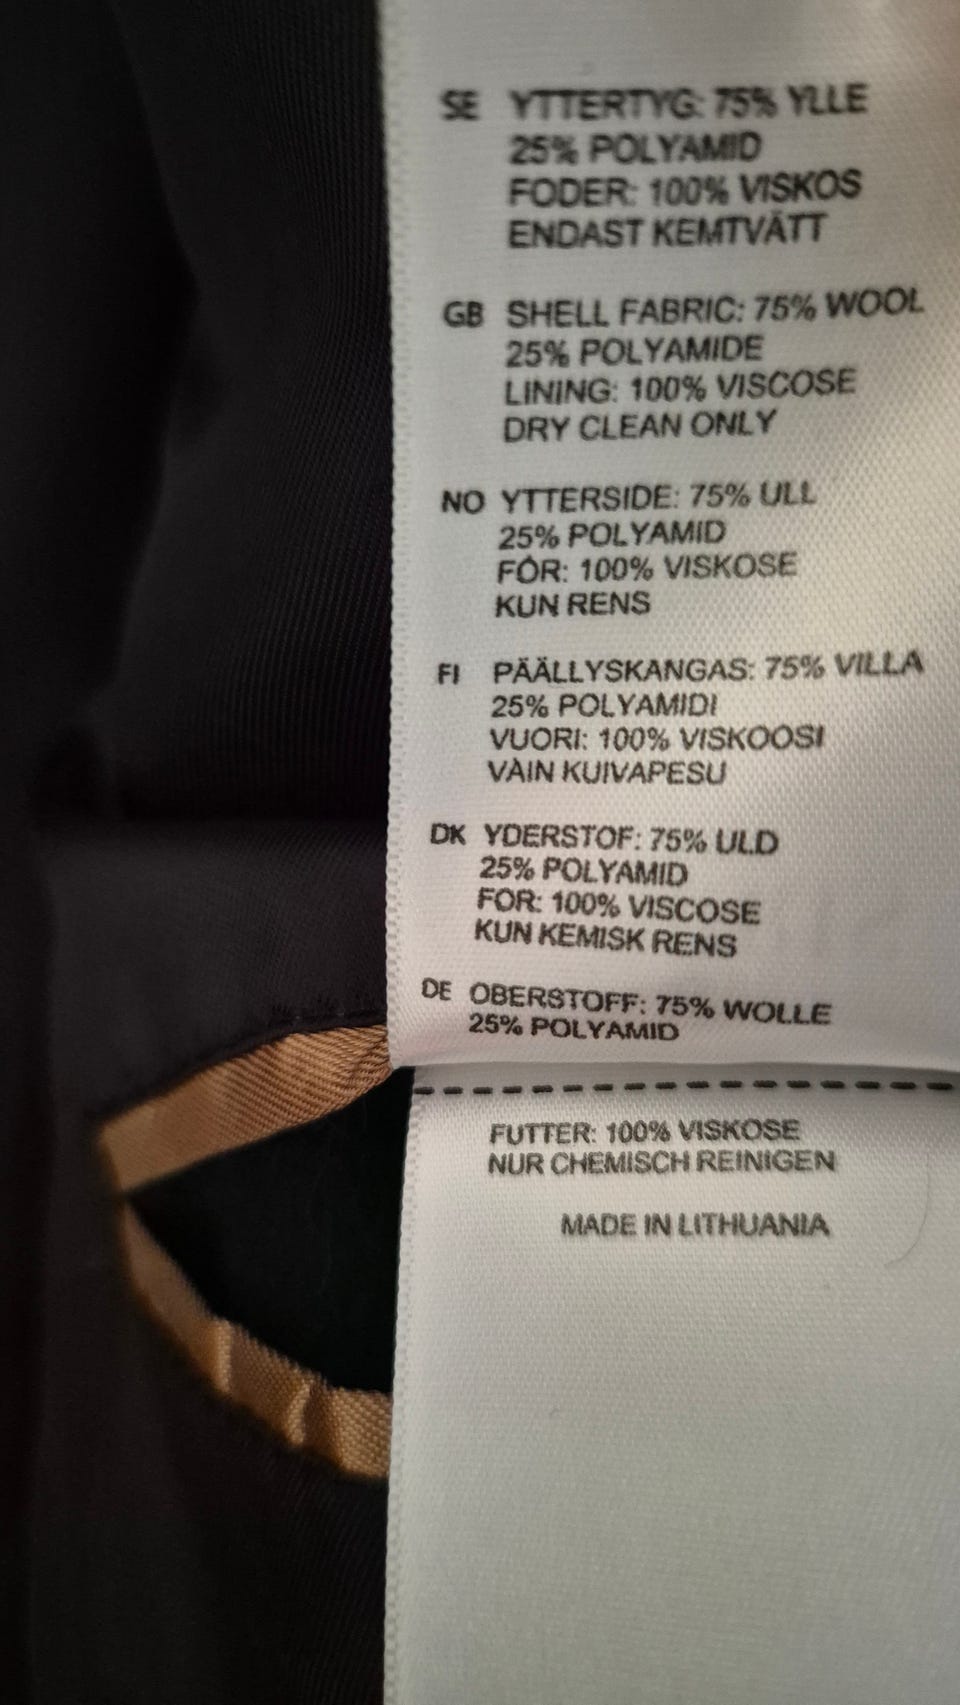 SE YTTERTYG: 75% YLLE
25% POLYAMID
FODER: 100% VISKOS
ENDAST KEMTVÄTT
GB SHELL FABRIC: 75% WOOL
25% POLYAMIDE
LINING: 100% VISCOSE
DRY CLEAN ONLY
NO YTTERSIDE: 75% ULL
25% POLYAMID
FÔR: 100% VISKOSE
KUN RENS
FI PÄÄLLYSKANGAS: 75% VILLA
25% POLYAMIDI
VUORI: 100% VISKOOSI
VAIN KUIVAPESU
DK YDERSTOF: 75% ULD
25% POLYAMID
FOR: 100% VISCOSE
KUN KEMISK RENS
DE OBERSTOFF: 75% WOLLE
25% POLYAMID
FUTTER: 100% VISKOSE
NUR CHEMISCH REINIGEN
MADE IN LITHUANIA